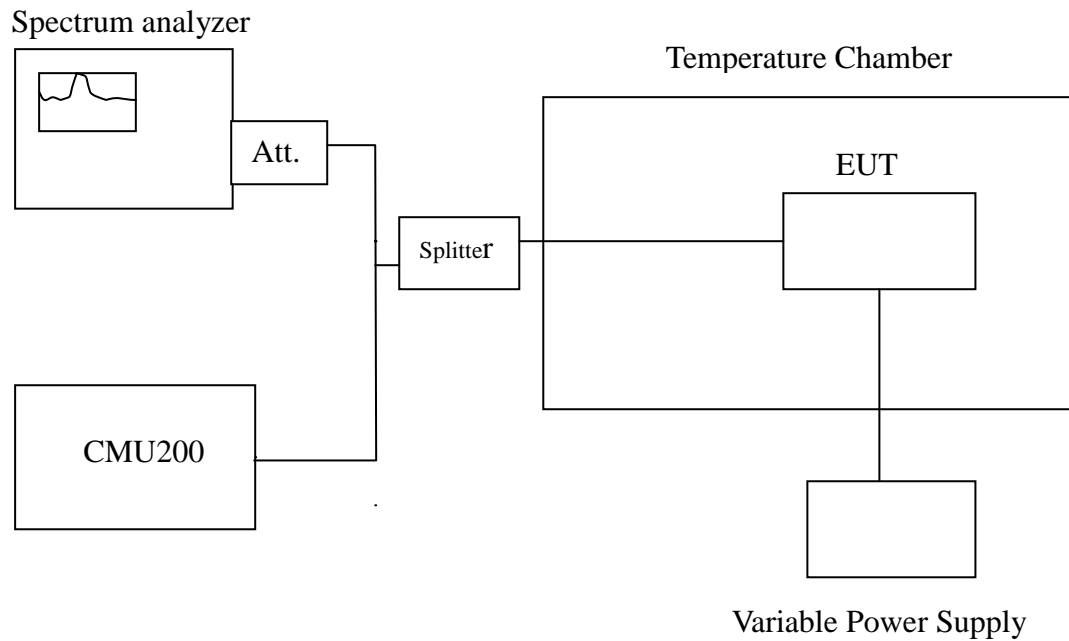 Spectrum analyzer
Temperature Chamber
Att.
EUT
Splitter
CMU200
Variable Power Supply